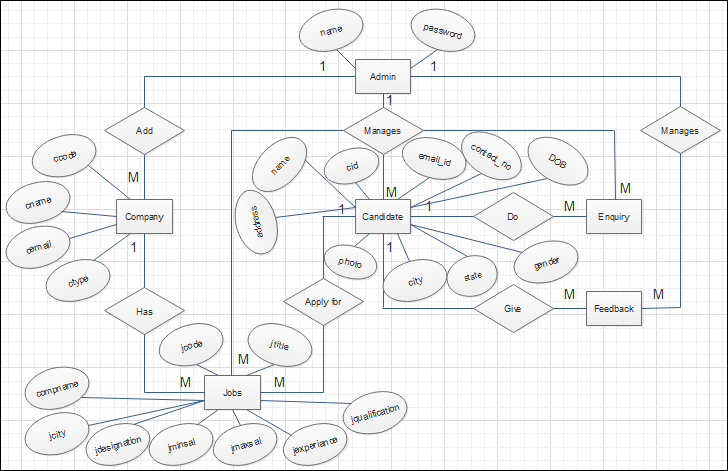 name
password
1
1
Admin
1
Add
Manages
Manages
ccode
name
cid
email_id
contact_no
DOB
M
M
M
cname
address
Company
1
Candidate
1
Do
M
Enquiry
cemail
1
1
ctype
photo
city
state
gender
Has
Apply for
Give
M
Feedback
M
jcode
jtitle
M
compname
M
Jobs
M
jcity
jdesignation
jminsal
jmaxsal
jexperiance
jqualification